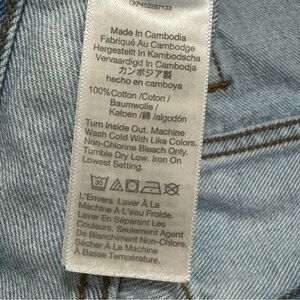 CKP452297133
Made In Cambodia
Fabriqué Au Cambodge
Hergestellt In Kambodscha
Vervaardigd In Cambodja
カンボジア製
hecho en camboya
100%Cotton /Coton /
Baumwolle /
Katoen /綿 /algodón
Turn Inside Out. Machine
Wash Cold With Like Colors.
Non-Chlorine Bleach Only.
Tumble Dry Low. Iron On
Lowest Setting.
L'Envers. Laver À La
Machine À L'eau Froide.
Laver En Séparant Les
Couleurs. Seulement Agent
De Blanchiment Non-Chlore.
Sécher À La Machine
À Basse Température.